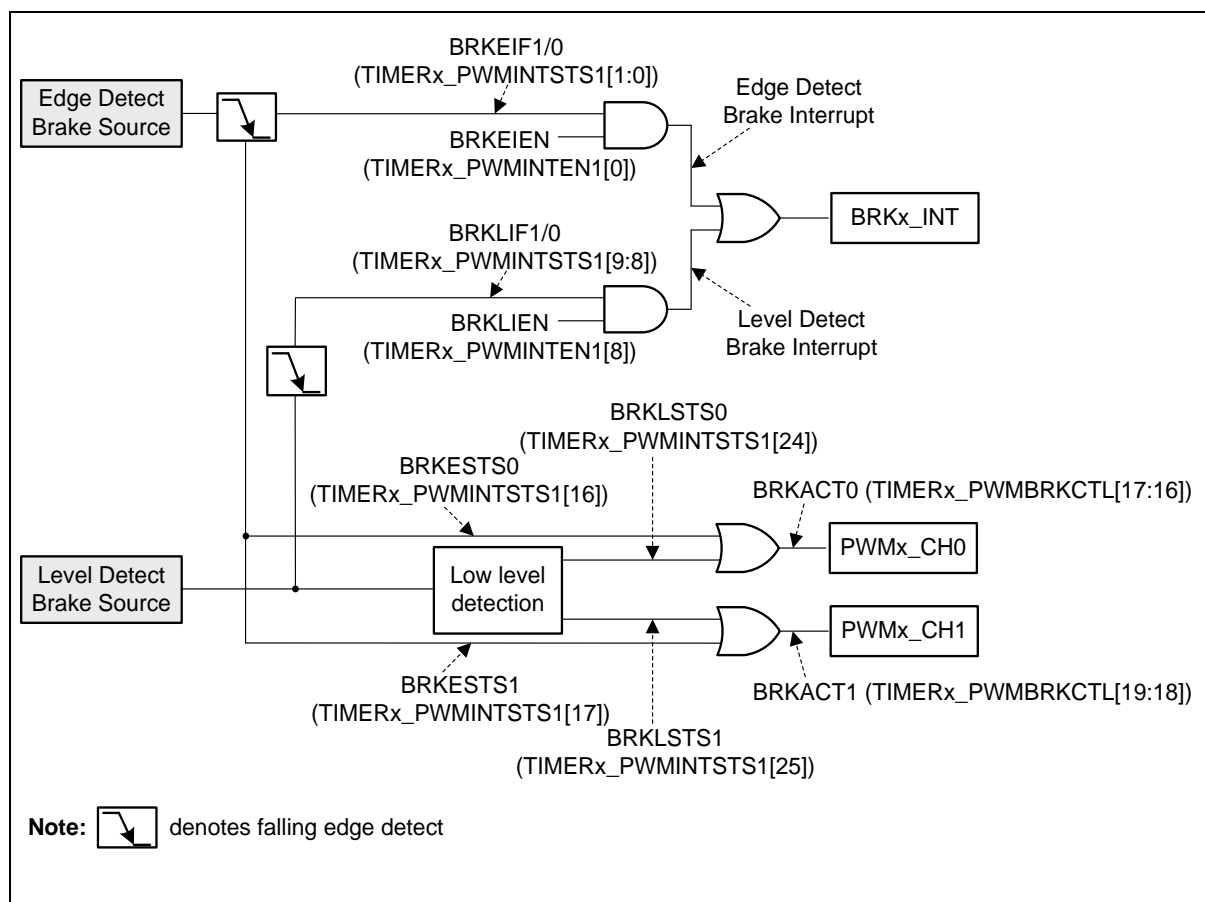 BRKEIF1/0
(TIMERx_PWMINTSTS1[1:0])
Edge Detect
Brake Source
Edge Detect
Brake Interrupt
BRKEIEN
(TIMERx_PWMINTEN1[0])
BRKx_INT
BRKLIF1/0
(TIMERx_PWMINTSTS1[9:8])
Level Detect
Brake Interrupt
BRKLIEN
(TIMERx_PWMINTEN1[8])
BRKLSTS0
(TIMERx_PWMINTSTS1[24])
BRKESTS0
(TIMERx_PWMINTSTS1[16])
BRKACT0 (TIMERx_PWMBRKCTL[17:16])
PWMx_CH0
Level Detect
Brake Source
Low level
detection
PWMx_CH1
BRKESTS1
(TIMERx_PWMINTSTS1[17])
BRKACT1 (TIMERx_PWMBRKCTL[19:18])
BRKLSTS1
(TIMERx_PWMINTSTS1[25])
Note: denotes falling edge detect